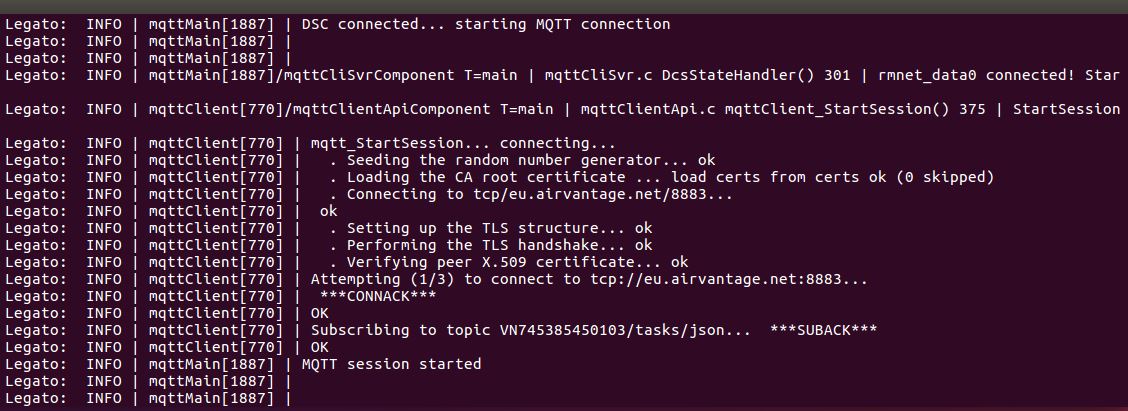 Legato:  INFO | mqttMain[1887] | DSC connected... starting MQTT connection
Legato:  INFO | mqttMain[1887] |
Legato:  INFO | mqttMain[1887] |
Legato:  INFO | mqttMain[1887]/mqttCliSvrComponent T=main | mqttCliSvr.c DcsStateHandler() 301 | rmnet_data0 connected! Star
Legato:  INFO | mqttClient[770]/mqttClientApiComponent T=main | mqttClientApi.c mqttClient_StartSession() 375 | StartSession
Legato:  INFO | mqttClient[770] | mqtt_StartSession... connecting...
Legato:  INFO | mqttClient[770] |   . Seeding the random number generator... ok
Legato:  INFO | mqttClient[770] |   . Loading the CA root certificate ... load certs from certs ok (0 skipped)
Legato:  INFO | mqttClient[770] |   . Connecting to tcp/eu.airvantage.net/8883...
Legato:  INFO | mqttClient[770] |  ok
Legato:  INFO | mqttClient[770] |   . Setting up the TLS structure... ok
Legato:  INFO | mqttClient[770] |   . Performing the TLS handshake... ok
Legato:  INFO | mqttClient[770] |   . Verifying peer X.509 certificate... ok
Legato:  INFO | mqttClient[770] | Attempting (1/3) to connect to tcp://eu.airvantage.net:8883...
Legato:  INFO | mqttClient[770] |  ***CONNACK***
Legato:  INFO | mqttClient[770] | OK
Legato:  INFO | mqttClient[770] | Subscribing to topic VN745385450103/tasks/json...  ***SUBACK***
Legato:  INFO | mqttClient[770] | OK
Legato:  INFO | mqttMain[1887] | MQTT session started
Legato:  INFO | mqttMain[1887] |
Legato:  INFO | mqttMain[1887] |